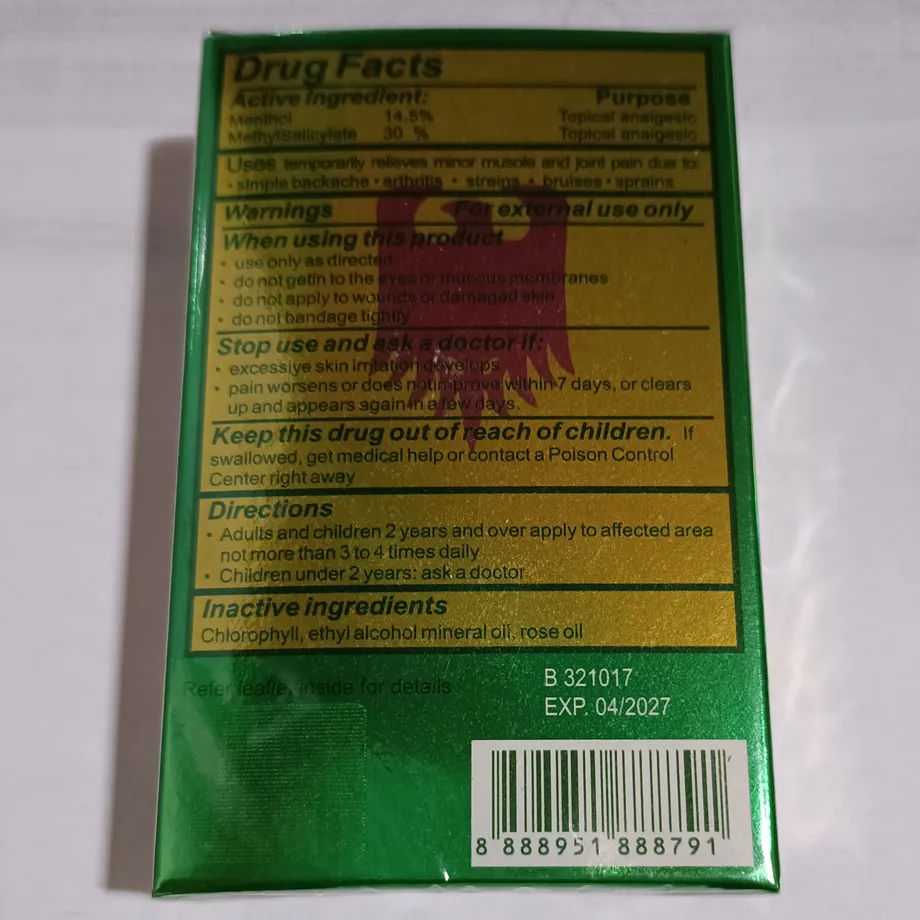 Drug Facts
Active ingredient: Purpose
Menthol 14.5% Topical analgesic
MethylSalicylate 30 % Topical analgesic
Uses temporarily relieves minor muscle and joint pain due to:
• simple backache • arthritis • strains • bruises • sprains
Warnings For external use only
When using this product
• use only as directed
• do not getin to the eyes or mucous membranes
• do not apply to wounds or damaged skin
• do not bandage tightly
Stop use and ask a doctor if:
• excessive skin irritation develops
• pain worsens or does notimprove within 7 days, or clears
up and appears again in a few days.
Keep this drug out of reach of children. If
swallowed, get medical help or contact a Poison Control
Center right away
Directions
• Adults and children 2 years and over apply to affected area
not more than 3 to 4 times daily
• Children under 2 years: ask a doctor
Inactive ingredients
Chlorophyll, ethyl alcohol mineral oil, rose oil
Refer leaflet inside for details
B 321017
EXP. 04/2027
8 888951 888791